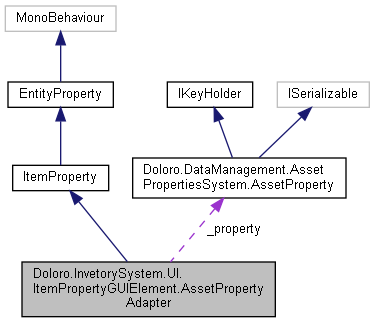 MonoBehaviour
EntityProperty
IKeyHolder
ISerializable
ItemProperty
Doloro.DataManagement.Asset
PropertiesSystem.AssetProperty
_property
Doloro.InvetorySystem.UI.
ItemPropertyGUIElement.AssetProperty
Adapter